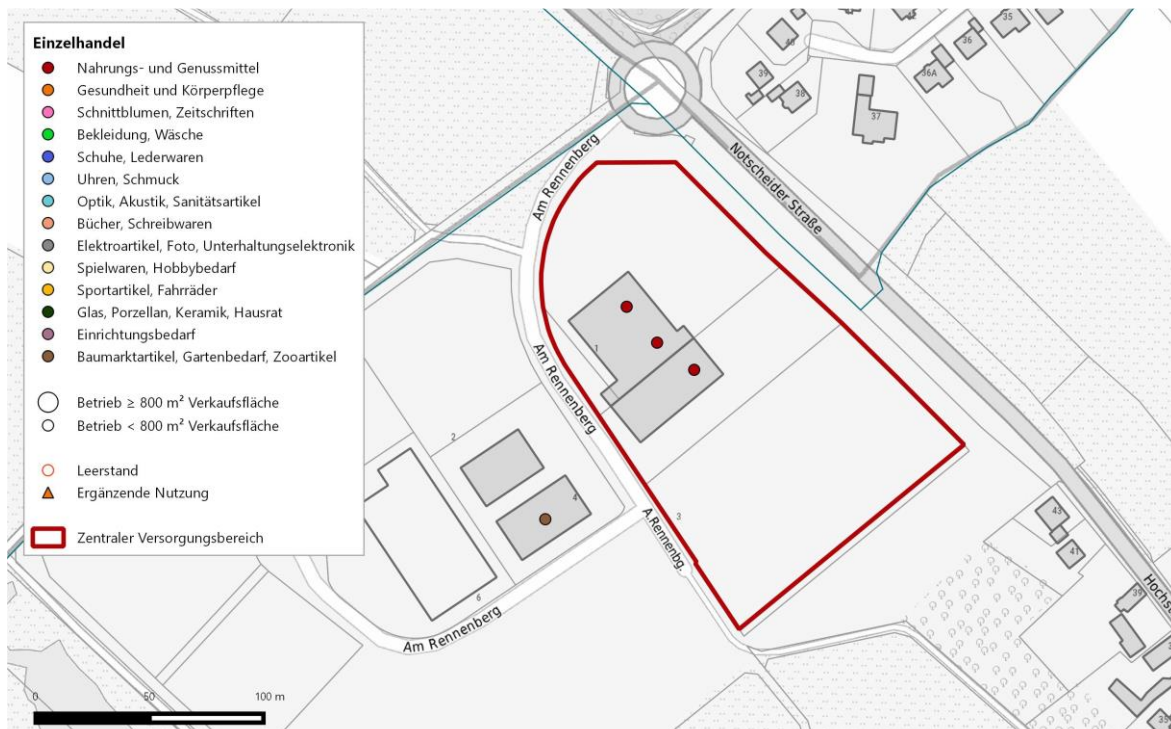 Einzelhandel
Nahrungs- und Genussmittel
Gesundheit und Körperpflege
Schnittblumen, Zeitschriften
Bekleidung, Wäsche
Schuhe, Lederwaren
Uhren, Schmuck
Optik, Akustik, Sanitätsartikel
Bücher, Schreibwaren
Elektroartikel, Foto, Unterhaltungselektronik
Spielwaren, Hobbybedarf
Sportartikel, Fahrräder
Glas, Porzellan, Keramik, Hausrat
Einrichtungsbedarf
Baumarktartikel, Gartenbedarf, Zooartikel
Betrieb ≥ 800 m² Verkaufsfläche
Betrieb < 800 m² Verkaufsfläche
Leerstand
Ergänzende Nutzung
Zentraler Versorgungsbereich
0 50 100 m
Am Rennenberg
Am Rennenberg
A.Rennenbg.
Am Rennenberg
Notscheider Straße
Hochs
35
36
36A
37
38
39
40
1
2
3
4
6
43
41
39